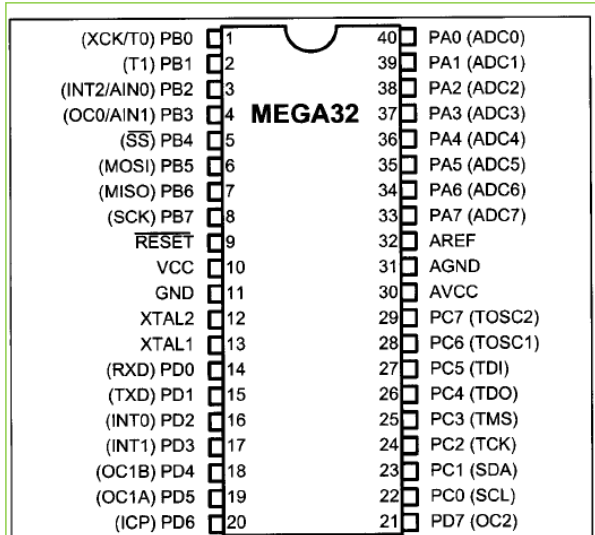 (XCK/T0) PB0 1 40 PA0 (ADC0)
(T1) PB1 2 39 PA1 (ADC1)
(INT2/AIN0) PB2 3 38 PA2 (ADC2)
(OC0/AIN1) PB3 4 MEGA32 37 PA3 (ADC3)
(SS) PB4 5 36 PA4 (ADC4)
(MOSI) PB5 6 35 PA5 (ADC5)
(MISO) PB6 7 34 PA6 (ADC6)
(SCK) PB7 8 33 PA7 (ADC7)
RESET 9 32 AREF
VCC 10 31 AGND
GND 11 30 AVCC
XTAL2 12 29 PC7 (TOSC2)
XTAL1 13 28 PC6 (TOSC1)
(RXD) PD0 14 27 PC5 (TDI)
(TXD) PD1 15 26 PC4 (TDO)
(INT0) PD2 16 25 PC3 (TMS)
(INT1) PD3 17 24 PC2 (TCK)
(OC1B) PD4 18 23 PC1 (SDA)
(OC1A) PD5 19 22 PC0 (SCL)
(ICP) PD6 20 21 PD7 (OC2)